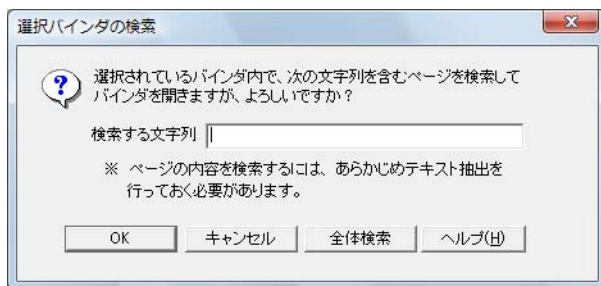 選択バインダの検索
選択されているバインダ内で、次の文字列を含むページを検索して
バインダを開きますが、よろしいですか?
検索する文字列
※ ページの内容を検索するには、あらかじめテキスト抽出を
行っておく必要があります。
OK キャンセル 全体検索 ヘルプ(H)